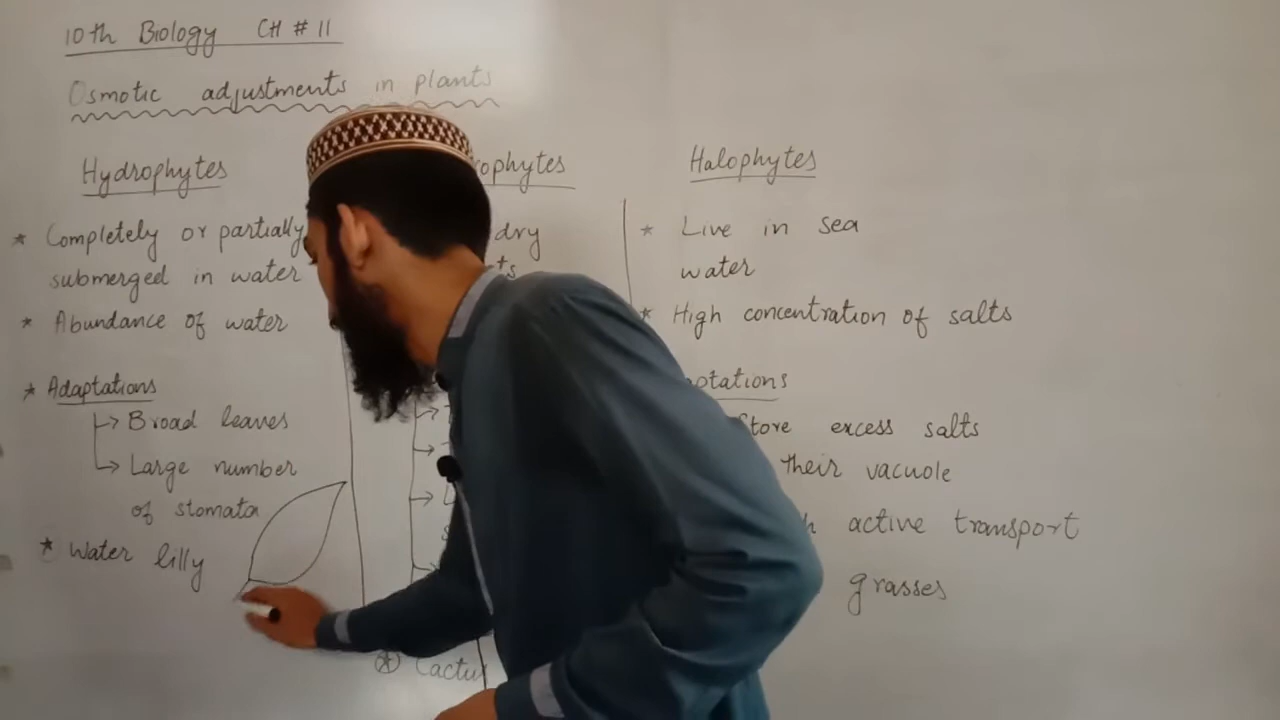 10th Biology CH # 11
Osmotic adjustments in plants
Hydrophytes
* Completely or partially
submerged in water
* Abundance of water
* Adaptations
→ Broad leaves
→ Large number
of stomata
* Water lilly
ophytes
dry
* Cactu
Halophytes
* Live in sea
water
* High concentration of salts
ptations
Store excess salts
their vacuole
active transport
grasses